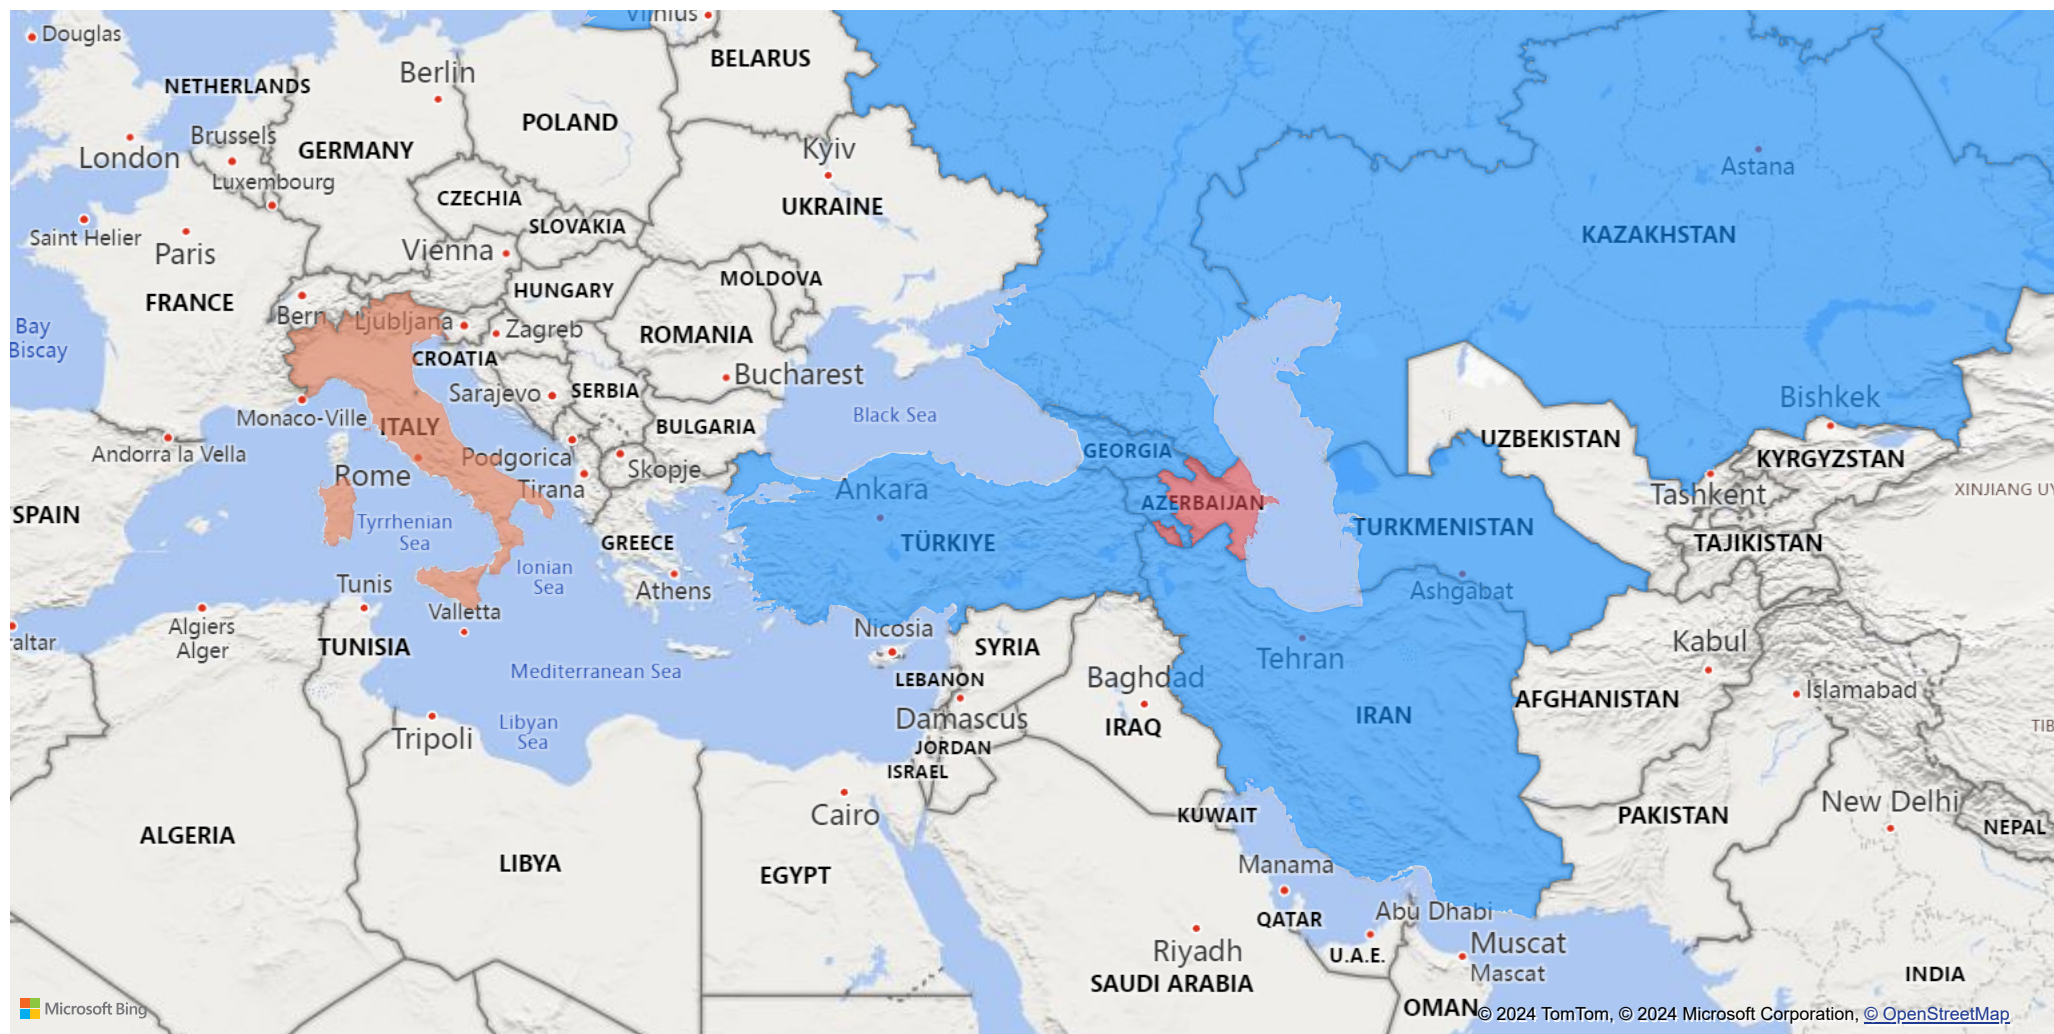 Vilnius
Douglas
BELARUS
Berlin
NETHERLANDS
POLAND
Brussels
GERMANY
Kyiv
London
Astana
Luxembourg
CZECHIA
UKRAINE
SLOVAKIA
Saint Helier
Paris
Vienna
KAZAKHSTAN
MOLDOVA
HUNGARY
FRANCE
Bern
Ljubljana
Zagreb
ROMANIA
Bay
Biscay
CROATIA
Bucharest
Sarajevo
SERBIA
Bishkek
Monaco-Ville
ITALY
BULGARIA
Black Sea
UZBEKISTAN
GEORGIA
Andorra la Vella
Podgorica
Skopje
KYRGYZSTAN
Rome
Tirana
Ankara
AZERBAIJAN
Tashkent
XINJIANG UY
SPAIN
Tyrrhenian
Sea
GREECE
TÜRKIYE
TURKMENISTAN
TAJIKISTAN
Ionian
Sea
Tunis
Athens
Ashgabat
Valletta
Algiers
Alger
raltar
TUNISIA
Nicosia
SYRIA
Tehran
Kabul
Mediterranean Sea
LEBANON
Baghdad
AFGHANISTAN
Islamabad
Libyan
Sea
Tripoli
Damascus
IRAQ
IRAN
TIB
JORDAN
ISRAEL
New Delhi
Cairo
KUWAIT
PAKISTAN
NEPAL
ALGERIA
LIBYA
EGYPT
Manama
QATAR
Abu Dhabi
Riyadh
U.A.E.
Muscat
Mascat
SAUDI ARABIA
INDIA
OMAN
Microsoft Bing
© 2024 TomTom, © 2024 Microsoft Corporation, © OpenStreetMap